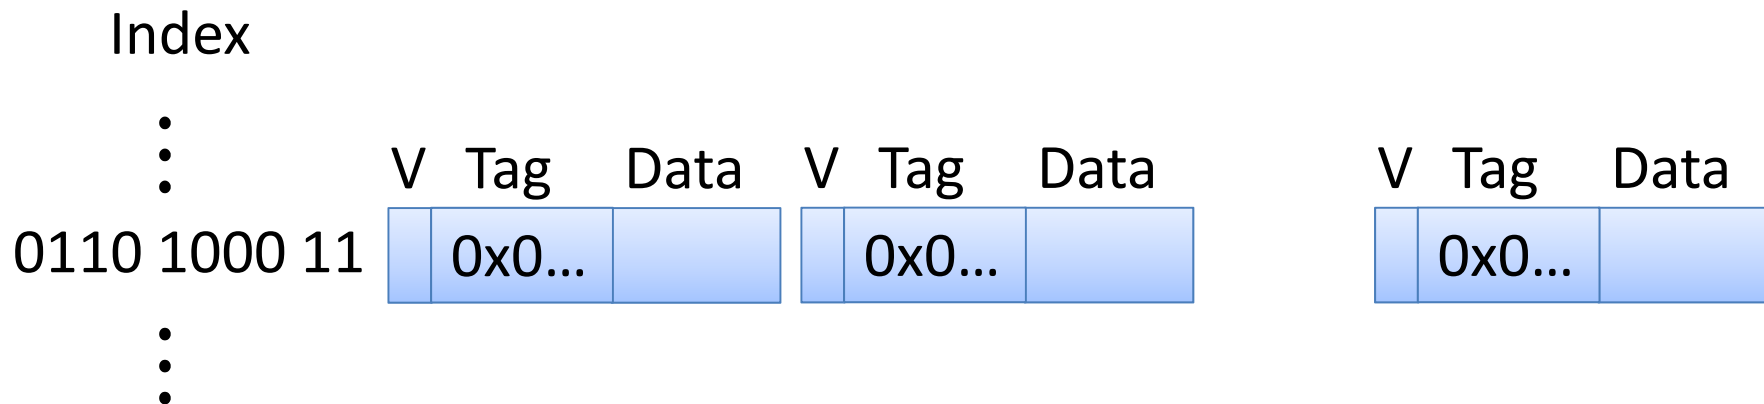 Index
V Tag Data V Tag Data V Tag Data
0110 1000 11 0x0... 0x0... 0x0...